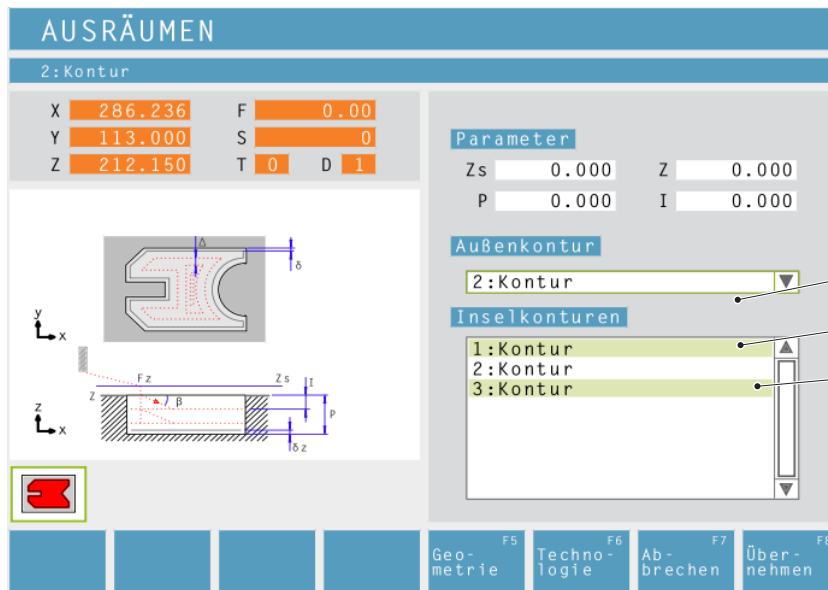 AUSRÄUMEN
2:Kontur
X 286.236 F 0.00
Y 113.000 S 0
Z 212.150 T 0 D 1
Parameter
Zs 0.000 Z 0.000
P 0.000 I 0.000
Außenkontur
2:Kontur
Inselkonturen
1:Kontur
2:Kontur
3:Kontur
Δ
δ
y
x
Fz Zs I
Z β P
z
x
δz
F5 F6 F7 F8
Geo- Techno- Ab- Über-
metrie logie brechen nehmen